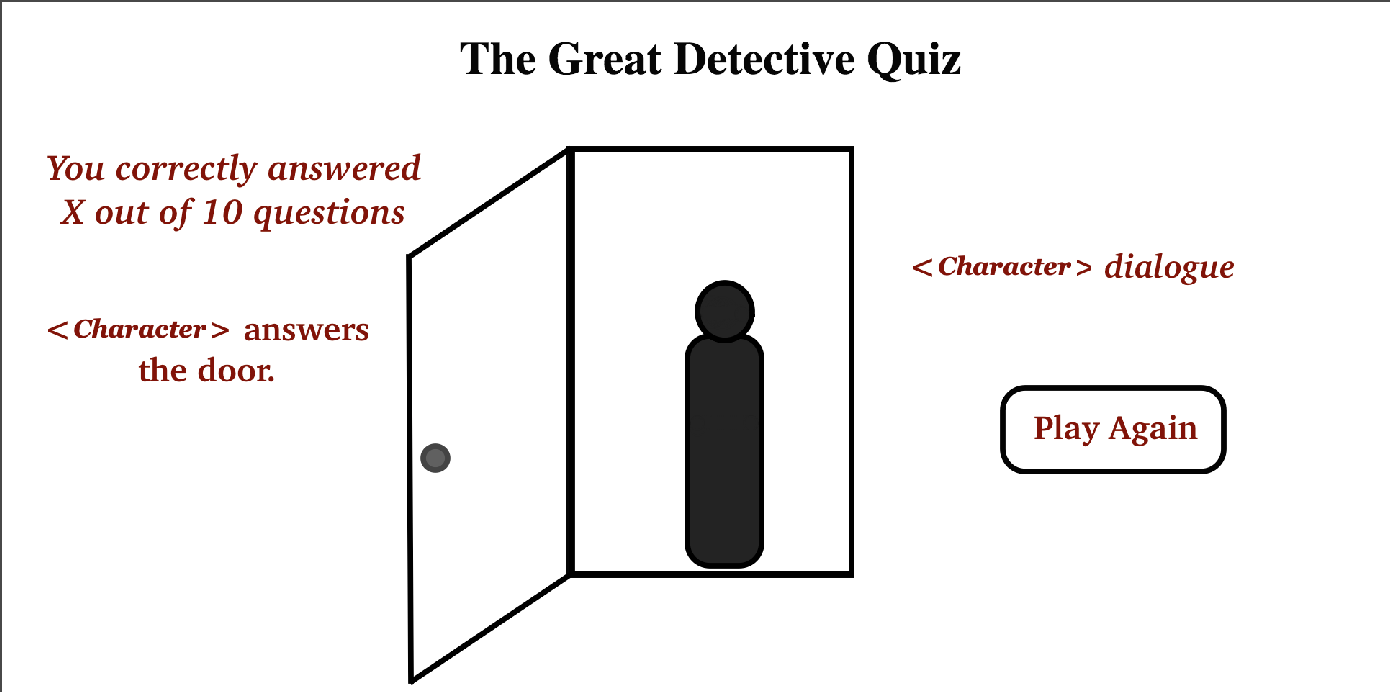 The Great Detective Quiz
You correctly answered
X out of 10 questions
<Character> answers
the door.
<Character> dialogue
Play Again